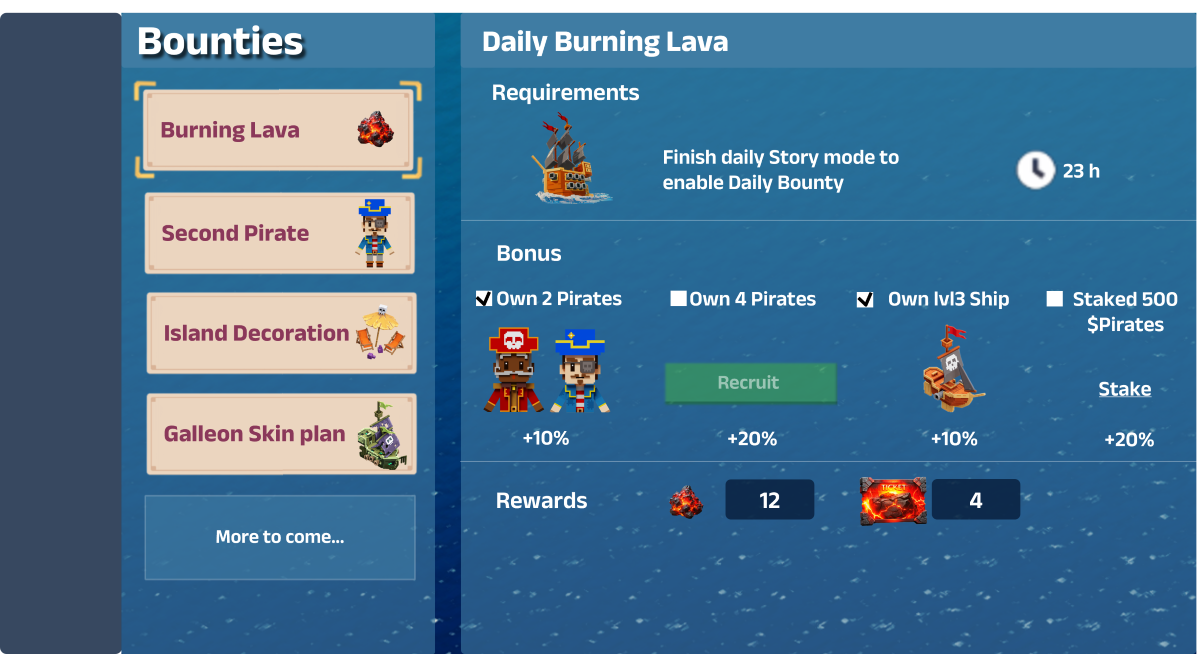 Bounties
Burning Lava
Second Pirate
Island Decoration
Galleon Skin plan
More to come...
Daily Burning Lava
Requirements
Finish daily Story mode to
enable Daily Bounty
23 h
Bonus
Own 2 Pirates
Own 4 Pirates
Own lvl3 Ship
Staked 500
$Pirates
Recruit
Stake
+10%
+20%
+10%
+20%
Rewards
12
TICKET
4